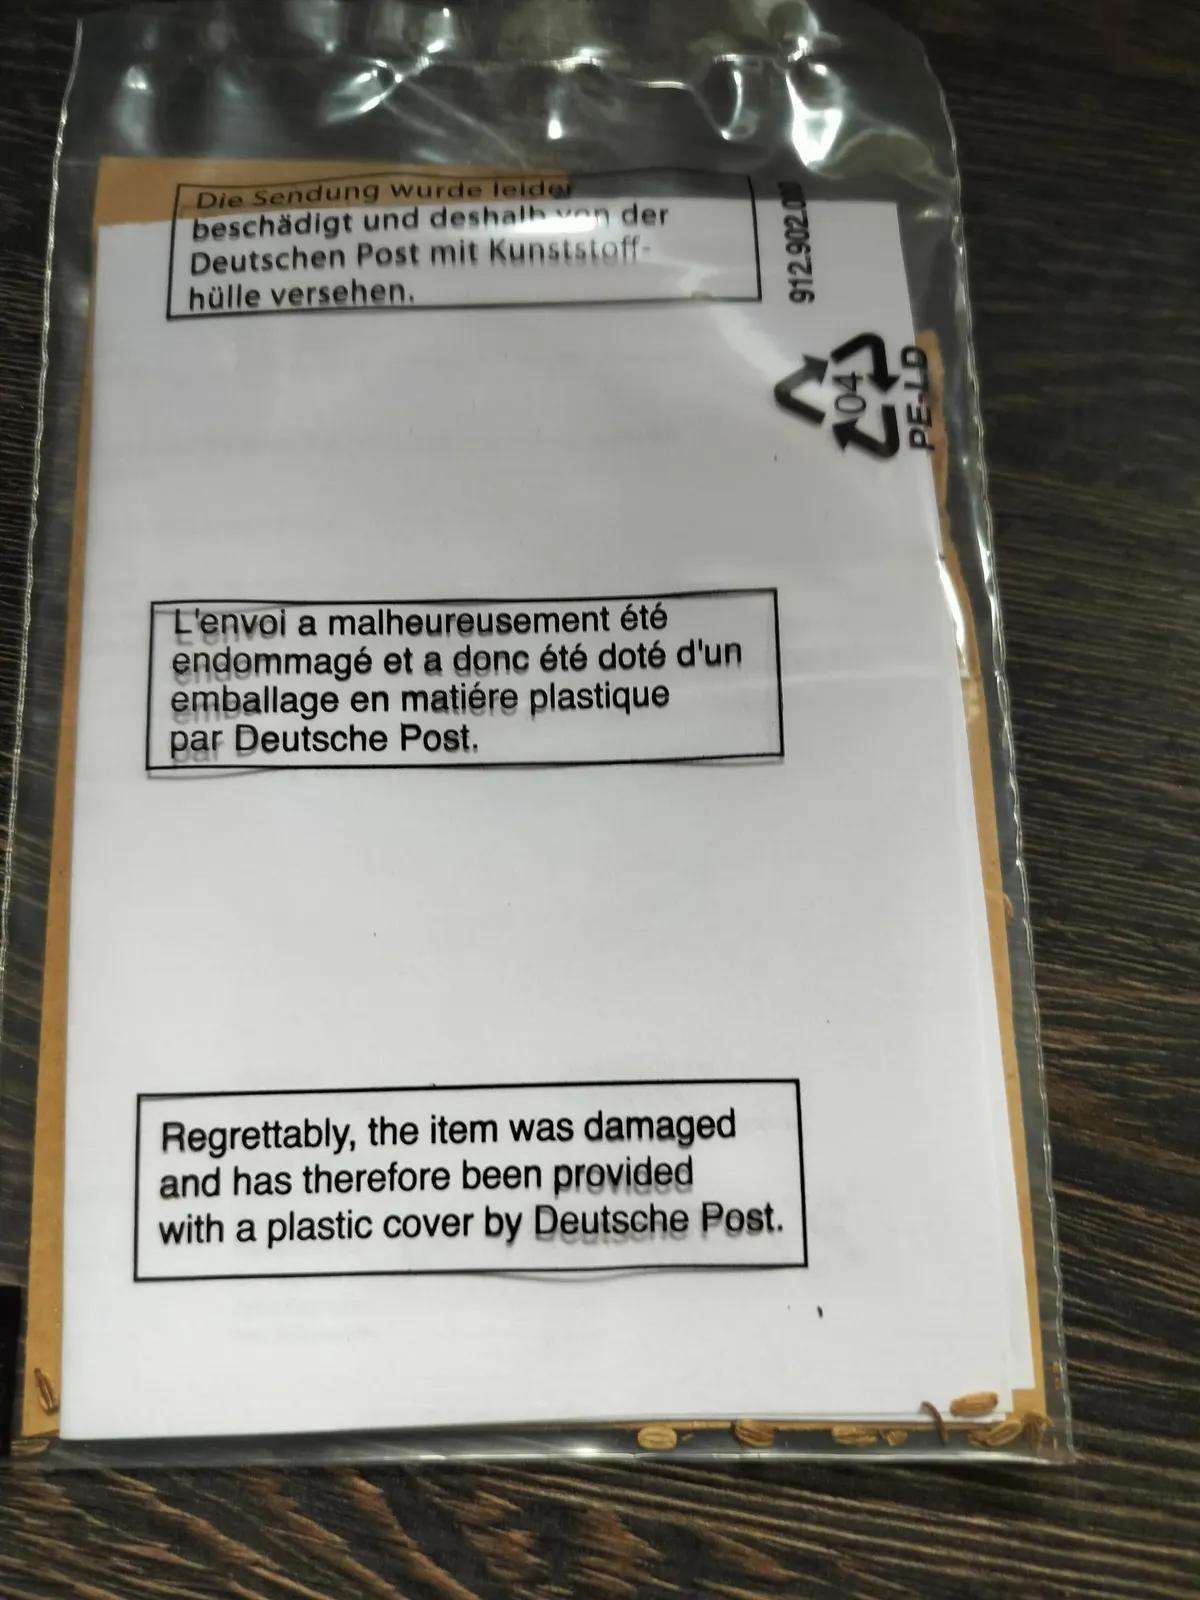 Die Sendung wurde leider
beschädigt und deshalb von der
Deutschen Post mit Kunststoff-
hülle versehen.
04
PE-LD
L'envoi a malheureusement été
endommagé et a donc été doté d'un
emballage en matiére plastique
par Deutsche Post.
Regrettably, the item was damaged
and has therefore been provided
with a plastic cover by Deutsche Post.